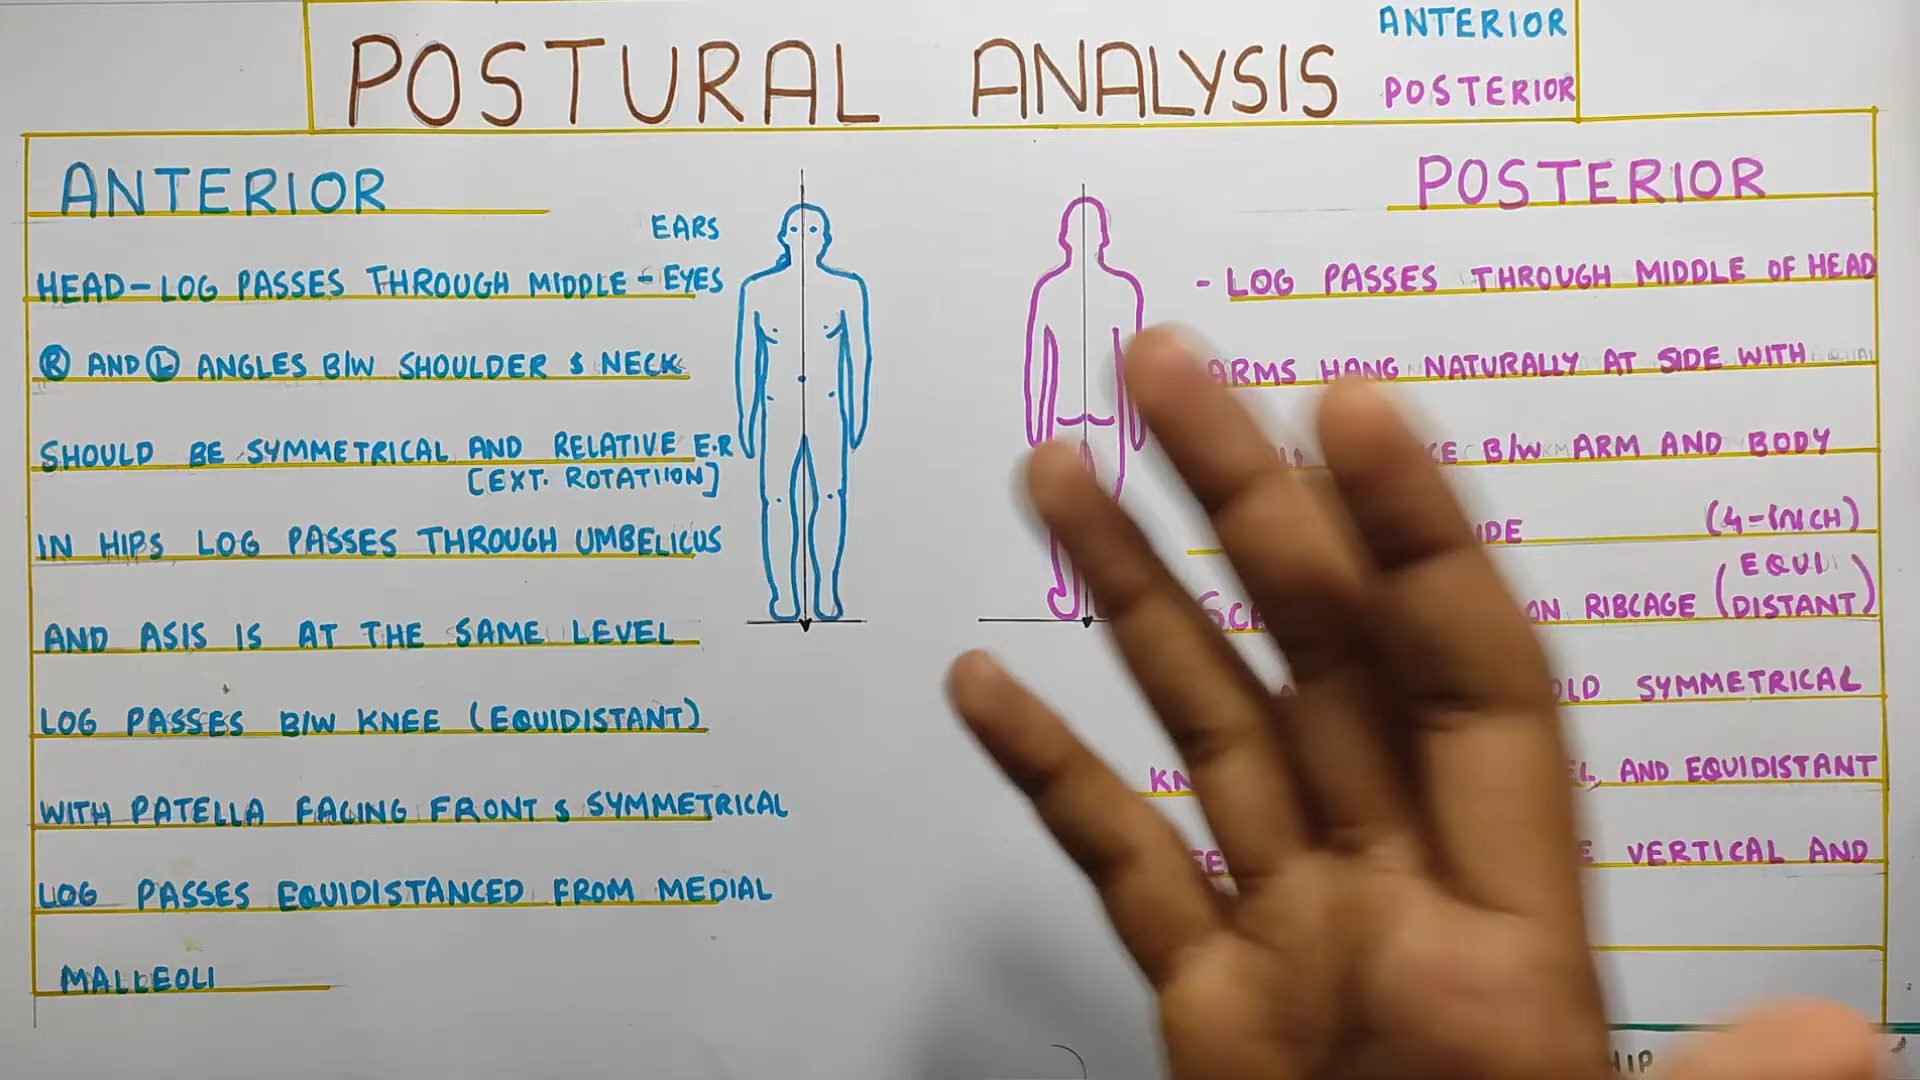 POSTURAL ANALYSIS
ANTERIOR
POSTERIOR
ANTERIOR
EARS
HEAD-LOG PASSES THROUGH MIDDLE - EYES
Ⓡ AND Ⓛ ANGLES B/W SHOULDER & NECK
SHOULD BE SYMMETRICAL AND RELATIVE E.R
[EXT. ROTATIION]
IN HIPS LOG PASSES THROUGH UMBELICUS
AND ASIS IS AT THE SAME LEVEL
LOG PASSES B/W KNEE (EQUIDISTANT)
WITH PATELLA FACING FRONT & SYMMETRICAL
LOG PASSES EQUIDISTANCED FROM MEDIAL
MALLEOLI
POSTERIOR
- LOG PASSES THROUGH MIDDLE OF HEAD
ARMS HANG NATURALLY AT SIDE WITH
B/W ARM AND BODY
(4-INCH)
ON RIBCAGE (EQUI DISTANT)
SYMMETRICAL
AND EQUIDISTANT
VERTICAL AND